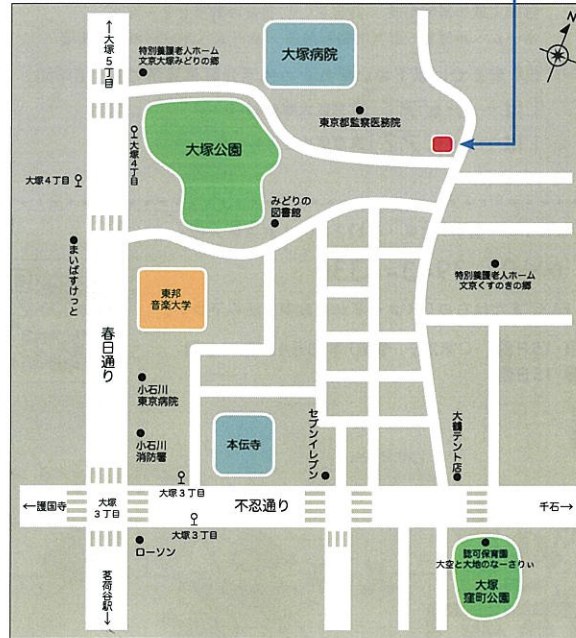 ←大塚5丁目
特別養護老人ホーム
文京大塚みどりの郷
大塚病院
N
東京都監察医務院
大塚公園
大塚4丁目
大塚4丁目
みどりの
図書館
まいばすけっと
特別養護老人ホーム
文京くすのきの郷
東邦
音楽大学
春日通り
小石川
東京病院
小石川
消防署
本伝寺
セブンイレブン
大鶴テント店
大塚3丁目
←護国寺
大塚
3丁目
不忍通り
千石→
大塚3丁目
ローソン
認可保育園
大空と大地のなーさりぃ
大塚
窪町公園
茗荷谷駅→